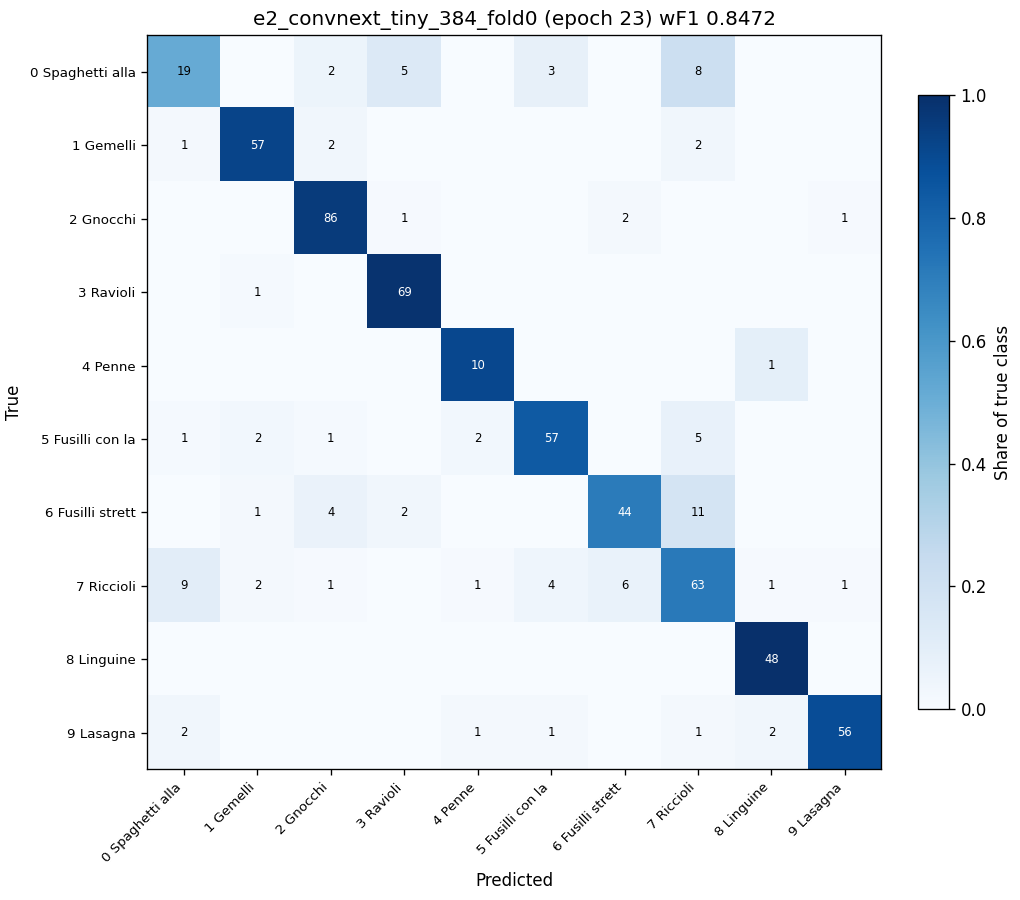 e2_convnext_tiny_384_fold0 (epoch 23) wF1 0.8472
0 Spaghetti alla 19 2 5 3 8
1 Gemelli 1 57 2 2
2 Gnocchi 86 1 2 1
3 Ravioli 1 69
4 Penne 10 1
5 Fusilli con la 1 2 1 2 57 5
6 Fusilli strett 1 4 2 44 11
7 Riccioli 9 2 1 1 4 6 63 1 1
8 Linguine 48
9 Lasagna 2 1 1 1 2 56
True
0 Spaghetti alla
1 Gemelli
2 Gnocchi
3 Ravioli
4 Penne
5 Fusilli con la
6 Fusilli strett
7 Riccioli
8 Linguine
9 Lasagna
Predicted
1.0
0.8
0.6
0.4
0.2
0.0
Share of true class